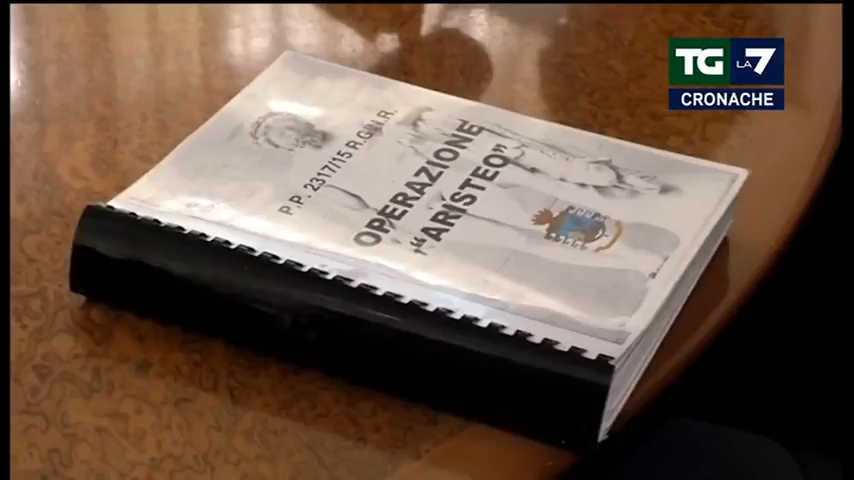 TG LA7
CRONACHE
P.P. 2317/15 R.G.N.R.
OPERAZIONE
"ARISTEO"